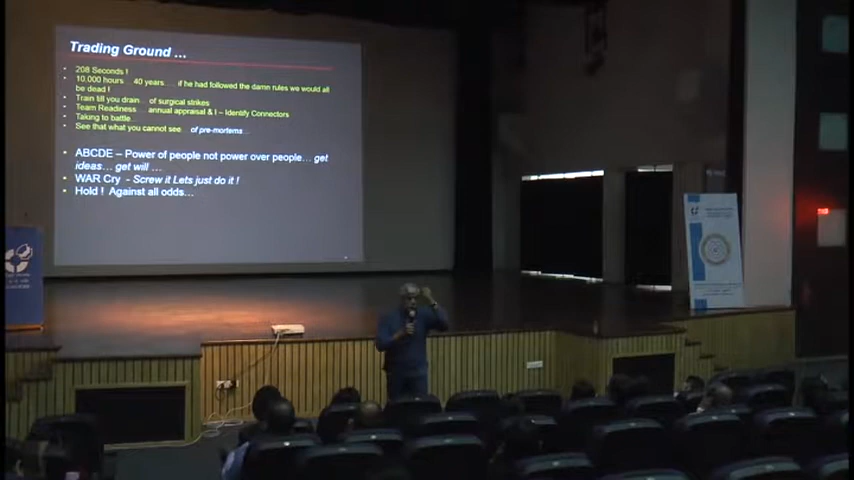 Trading Ground ...
• 208 Seconds !
• 10,000 hours... 40 years.... if he had followed the damn rules we would all
be dead !
• Train till you drain... of surgical strikes
• Team Readiness.... annual appraisal & I – Identify Connectors
• Taking to battle...
• See that what you cannot see... of pre-mortems...
• ABCDE – Power of people not power over people... get
ideas... get will ...
• WAR Cry - Screw it Lets just do it !
• Hold ! Against all odds...